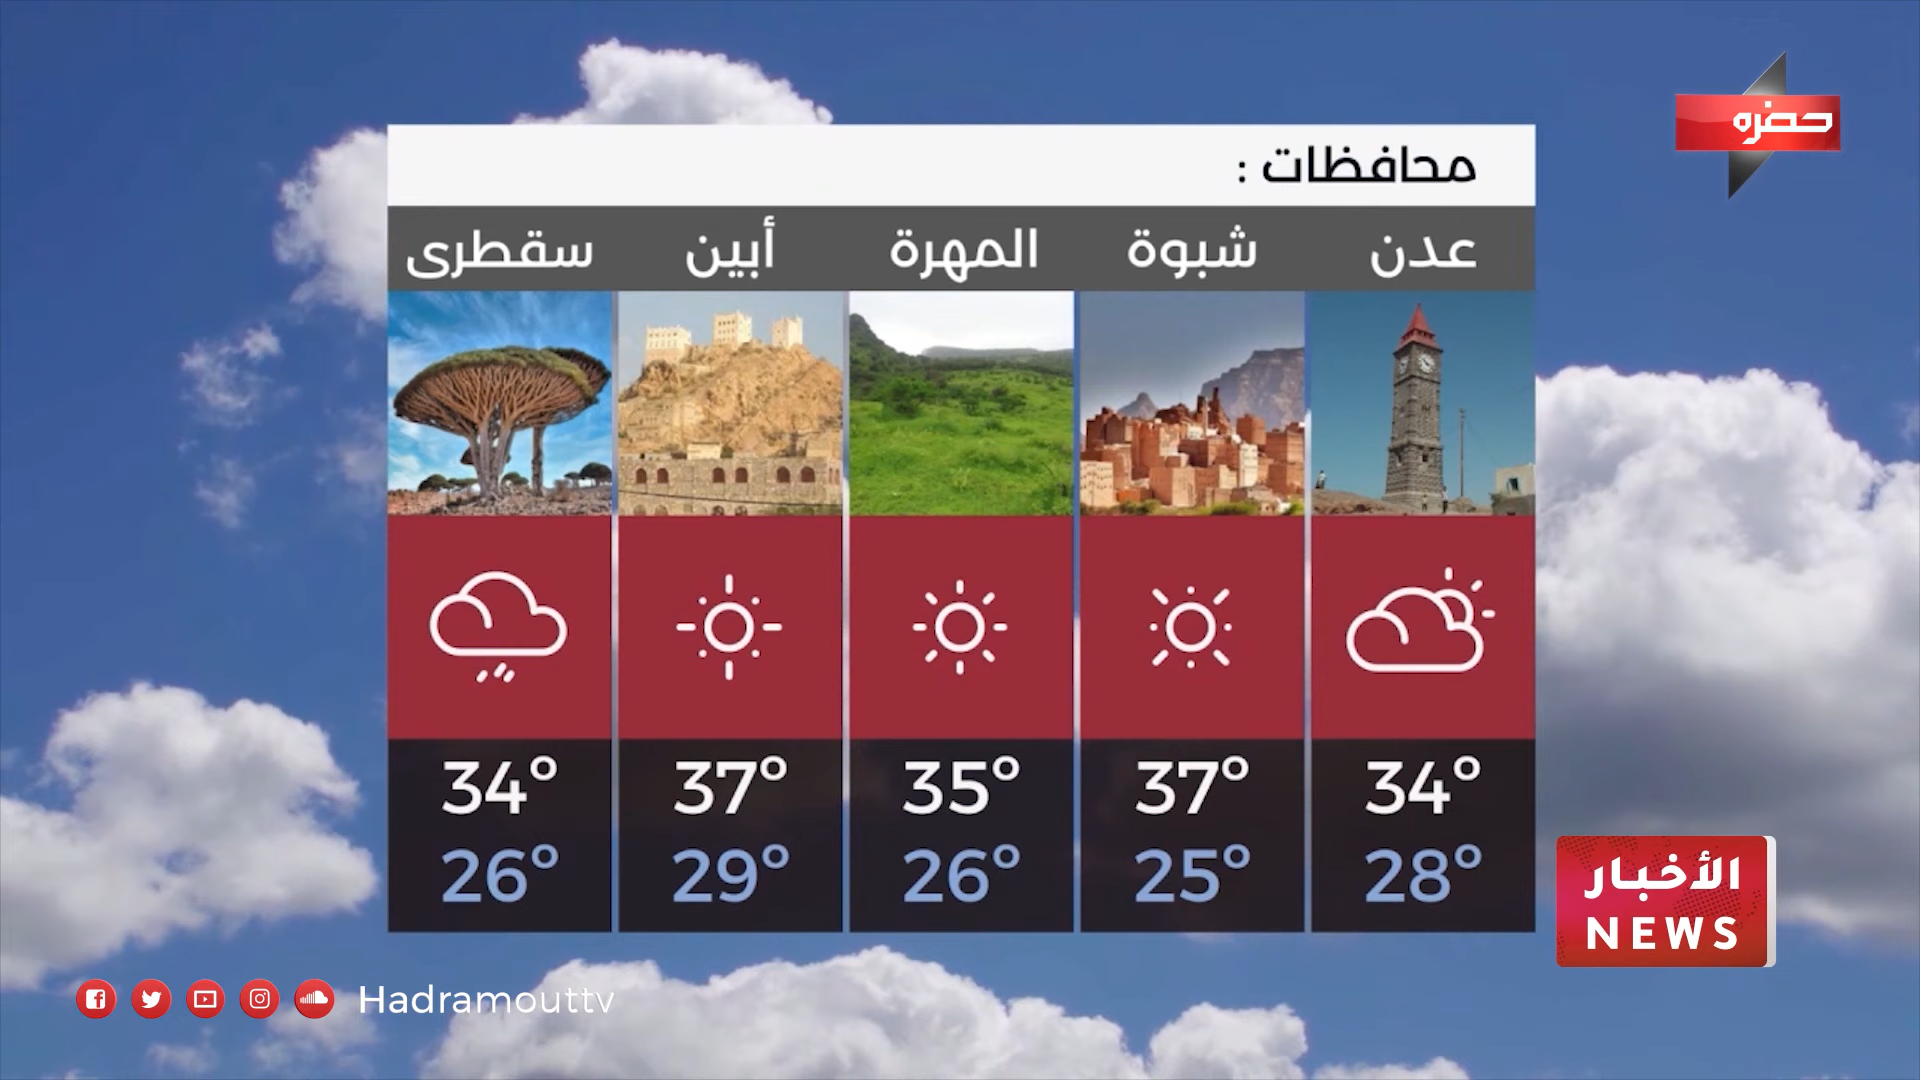 حضرموت
محافظات :
عدن شبوة المهرة أبين سقطرى
34° 37° 35° 37° 34°
28° 25° 26° 29° 26°
الأخبار
NEWS
Hadramouttv